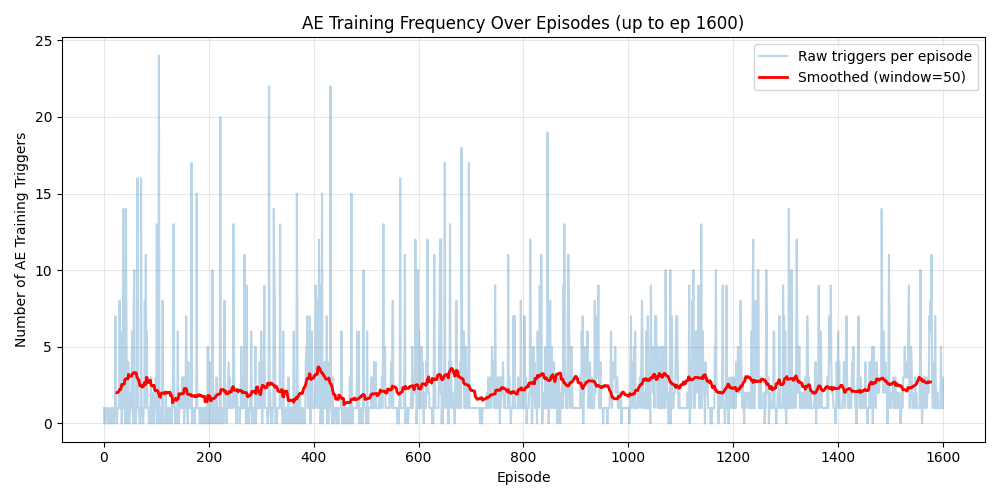 AE Training Frequency Over Episodes (up to ep 1600)
Raw triggers per episode
Smoothed (window=50)
Number of AE Training Triggers
25
20
15
10
5
0
0 200 400 600 800 1000 1200 1400 1600
Episode